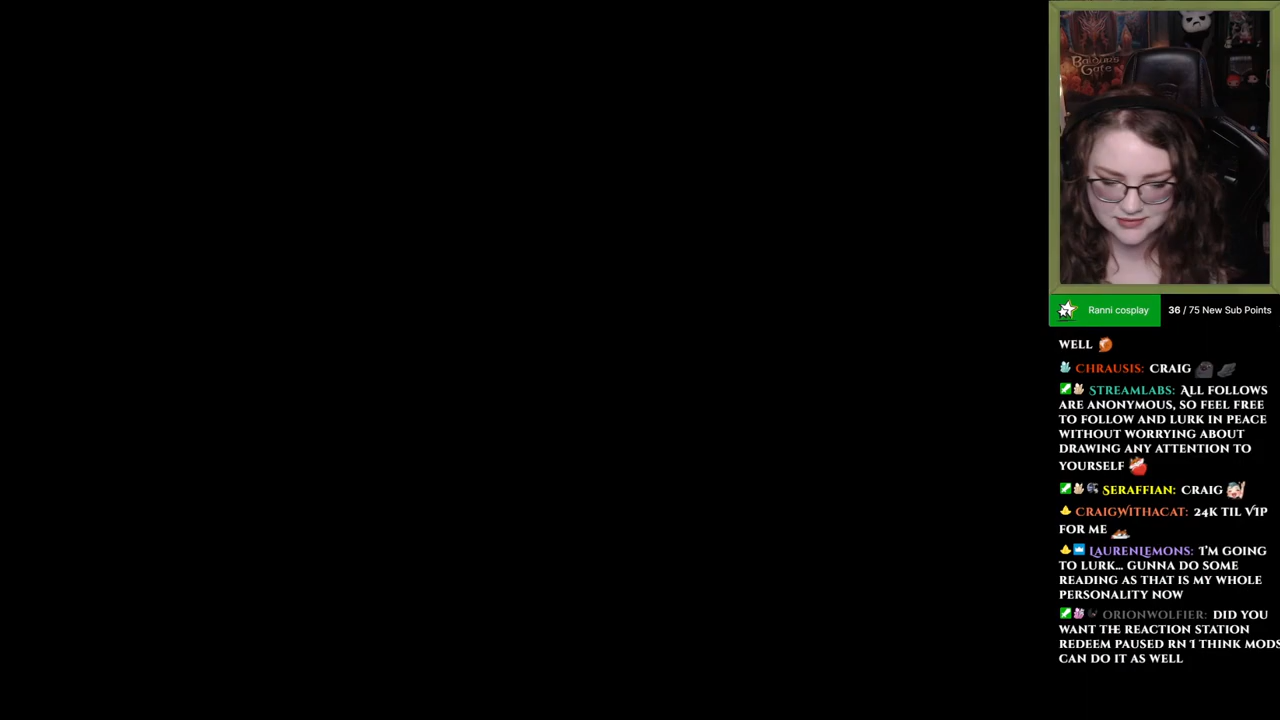 Baldur's
Gate
Ranni cosplay 36 / 75 New Sub Points
WELL
CHRAUSIS: CRAIG
STREAMLABS: ALL FOLLOWS
ARE ANONYMOUS, SO FEEL FREE
TO FOLLOW AND LURK IN PEACE
WITHOUT WORRYING ABOUT
DRAWING ANY ATTENTION TO
YOURSELF
SERAFFIAN: CRAIG
CRAIGWITHACAT: 24K TIL VIP
FOR ME
LAURENLEMONS: I'M GOING
TO LURK... GUNNA DO SOME
READING AS THAT IS MY WHOLE
PERSONALITY NOW
ORIONWOLFIER: DID YOU
WANT THE REACTION STATION
REDEEM PAUSED RN I THINK MODS
CAN DO IT AS WELL